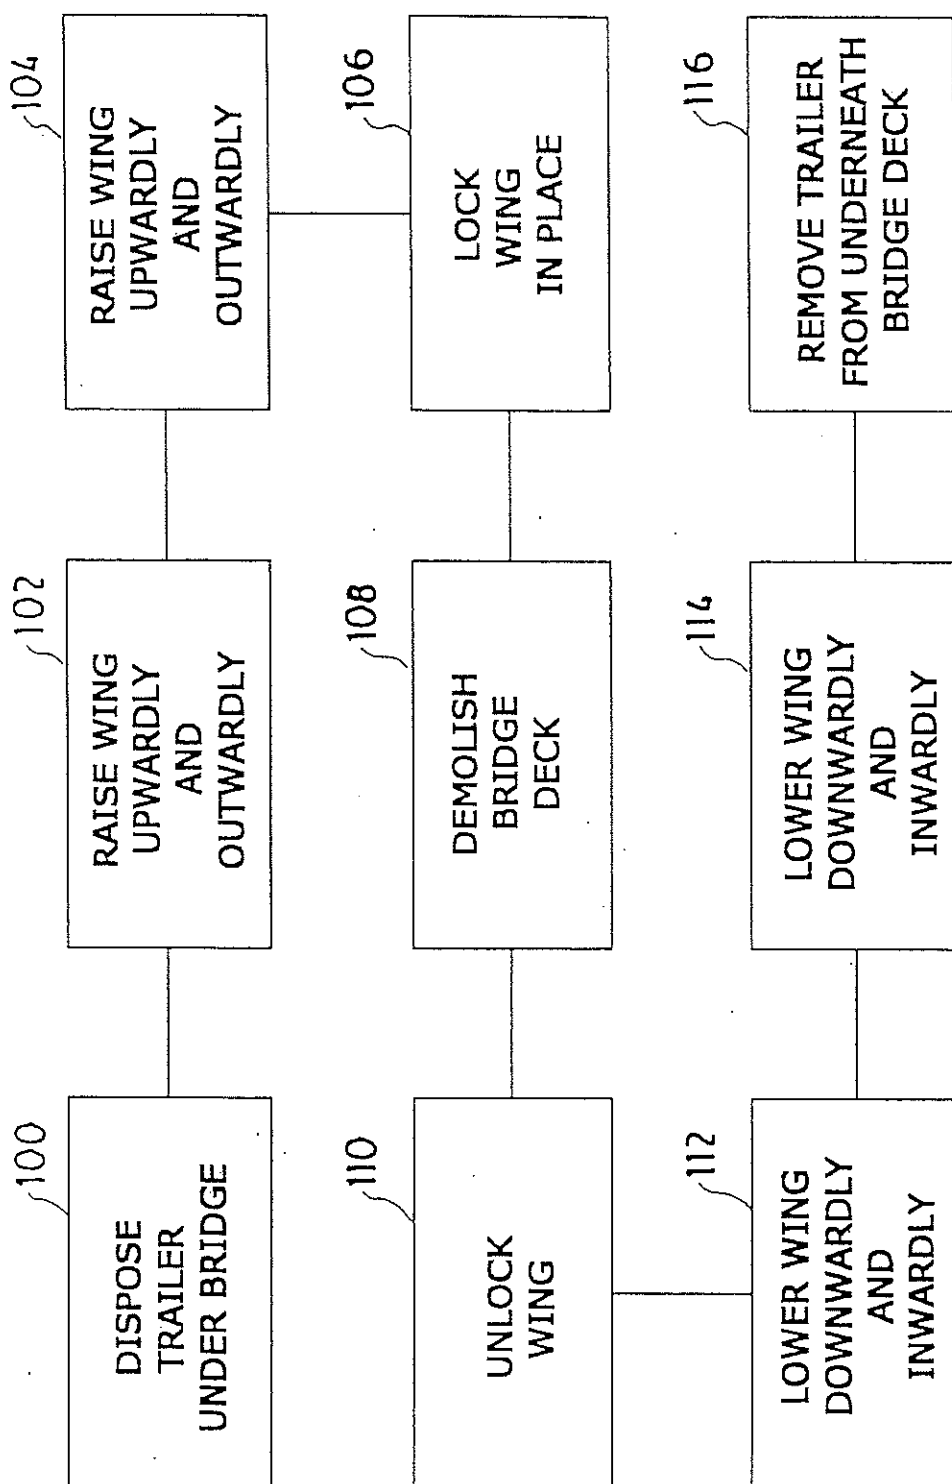 100
DISPOSE
TRAILER
UNDER BRIDGE
102
RAISE WING
UPWARDLY
AND
OUTWARDLY
104
RAISE WING
UPWARDLY
AND
OUTWARDLY
106
LOCK
WING
IN PLACE
108
DEMOLISH
BRIDGE
DECK
110
UNLOCK
WING
112
LOWER WING
DOWNWARDLY
AND
INWARDLY
114
LOWER WING
DOWNWARDLY
AND
INWARDLY
116
REMOVE TRAILER
FROM UNDERNEATH
BRIDGE DECK